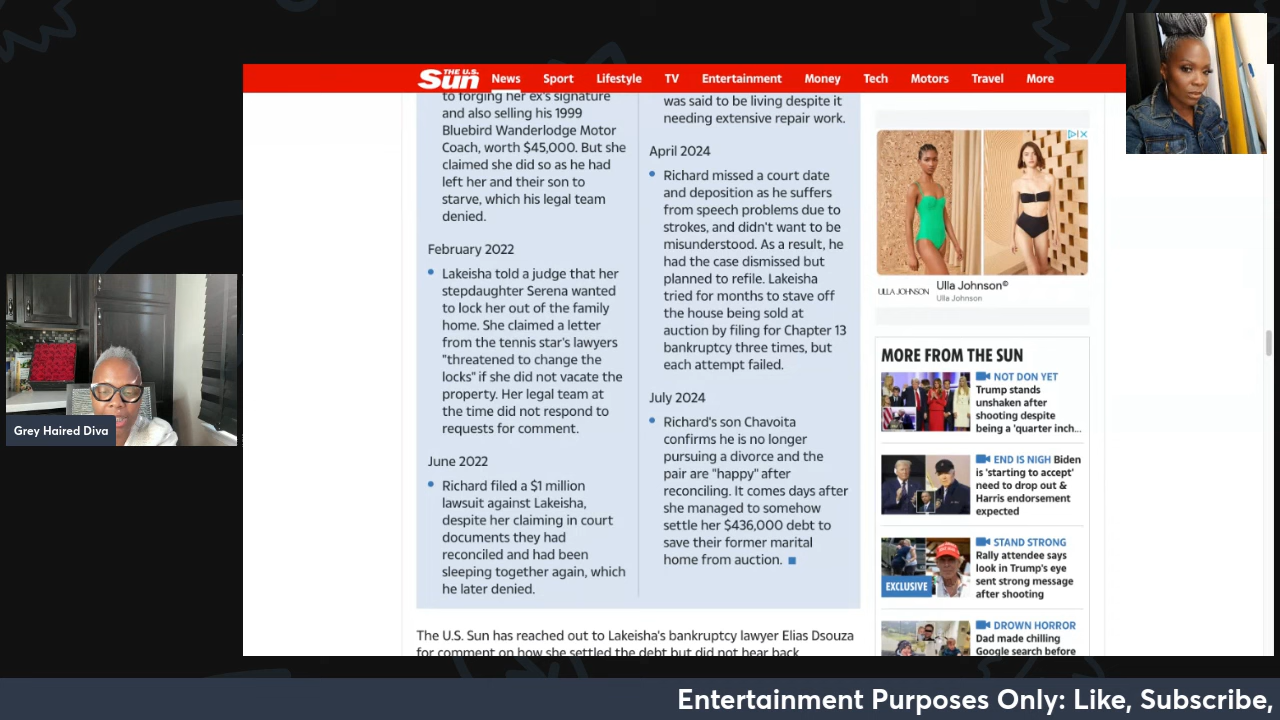 THE U.S. Sun
News Sport Lifestyle TV Entertainment Money Tech Motors Travel More
to forging her ex's signature
and also selling his 1999
Bluebird Wanderlodge Motor
Coach, worth $45,000. But she
claimed she did so as he had
left her and their son to
starve, which his legal team
denied.
February 2022
Lakeisha told a judge that her
stepdaughter Serena wanted
to lock her out of the family
home. She claimed a letter
from the tennis star's lawyers
"threatened to change the
locks" if she did not vacate the
property. Her legal team at
the time did not respond to
requests for comment.
June 2022
Richard filed a $1 million
lawsuit against Lakeisha,
despite her claiming in court
documents they had
reconciled and had been
sleeping together again, which
he later denied.
was said to be living despite it
needing extensive repair work.
April 2024
Richard missed a court date
and deposition as he suffers
from speech problems due to
strokes, and didn't want to be
misunderstood. As a result, he
had the case dismissed but
planned to refile. Lakeisha
tried for months to stave off
the house being sold at
auction by filing for Chapter 13
bankruptcy three times, but
each attempt failed.
July 2024
Richard's son Chavoita
confirms he is no longer
pursuing a divorce and the
pair are "happy" after
reconciling. It comes days after
she managed to somehow
settle her $436,000 debt to
save their former marital
home from auction.
The U.S. Sun has reached out to Lakeisha's bankruptcy lawyer Elias Dsouza
for comment on how she settled the debt but did not hear back
ULLA JOHNSON
Ulla Johnson©
Ulla Johnson
MORE FROM THE SUN
NOT DON YET
Trump stands
unshaken after
shooting despite
being a 'quarter inch...
END IS NIGH Biden
is 'starting to accept'
need to drop out &
Harris endorsement
expected
EXCLUSIVE
STAND STRONG
Rally attendee says
look in Trump's eye
sent strong message
after shooting
DROWN HORROR
Dad made chilling
Google search before
Grey Haired Diva
Entertainment Purposes Only: Like, Subscribe,